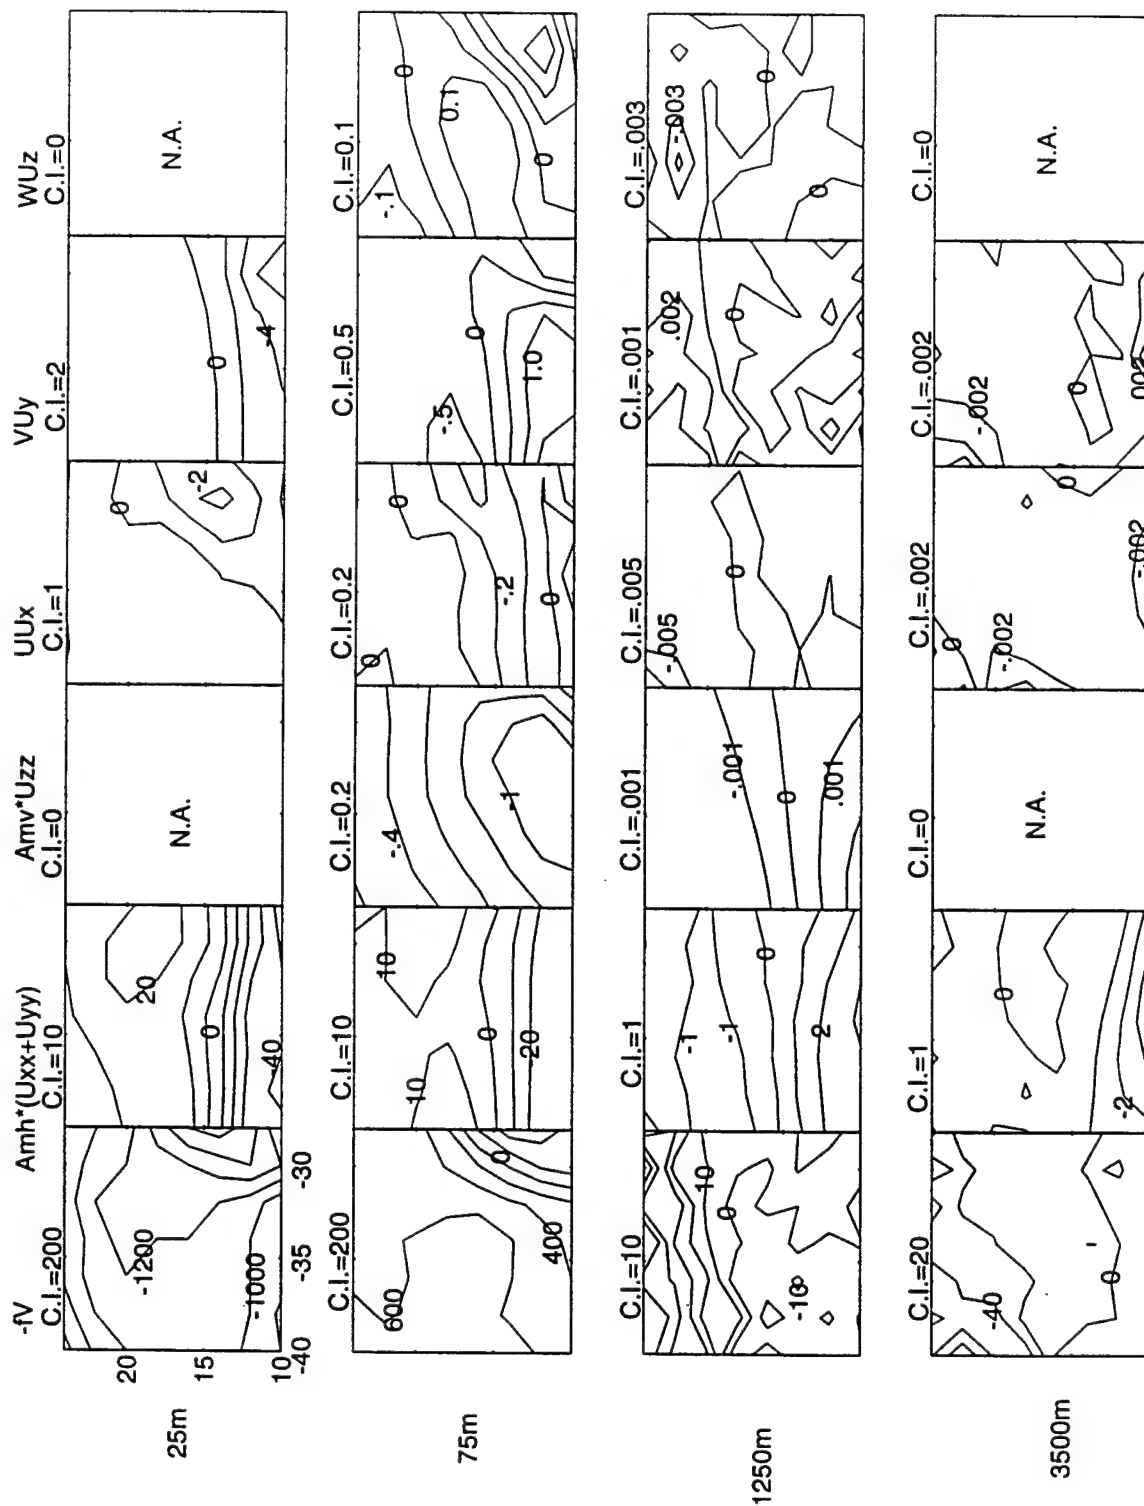 -fV
Amh*(Uxx+Uyy)
Amv*Uzz
UUx
VUy
WUz
C.I.=200
C.I.=10
C.I.=0
C.I.=1
C.I.=2
C.I.=0
25m
20
15
10
-40
-35
-30
-1200
-1000
20
0
-40
N.A.
0
-2
0
-4
N.A.
C.I.=200
C.I.=10
C.I.=0.2
C.I.=0.2
C.I.=0.5
C.I.=0.1
75m
600
400
0
10
10
0
-20
-.4
-1
0
0
-.2
0
-.5
0
1.0
-.1
0
0.1
0
C.I.=10
C.I.=1
C.I.=.001
C.I.=.005
C.I.=.001
C.I.=.003
1250m
10
0
-10
-1
-1
0
2
-.001
0
.001
-.005
0
.002
0
-.003
0
0
C.I.=20
C.I.=1
C.I.=0
C.I.=.002
C.I.=.002
C.I.=0
3500m
-40
0
0
-2
N.A.
0
-.002
0
-.002
-.002
0
.002
N.A.